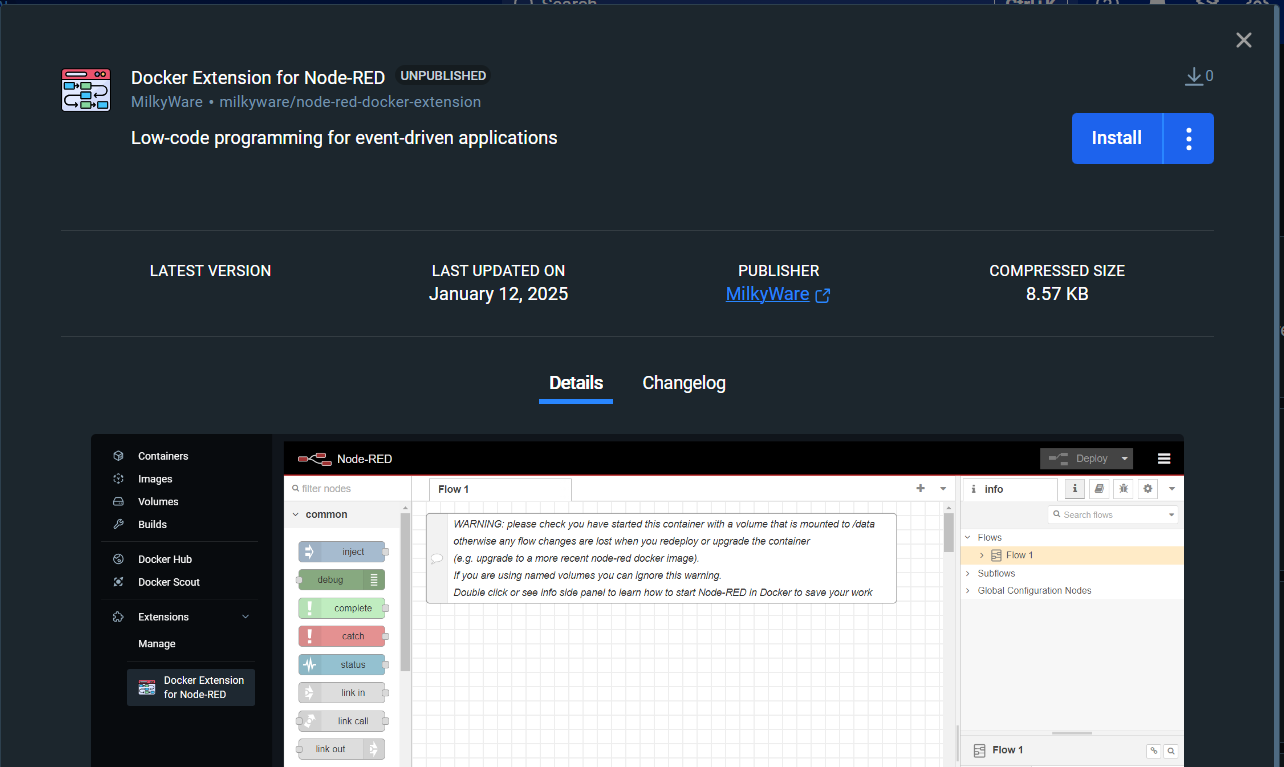 Docker Extension for Node-RED UNPUBLISHED
0
MilkyWare • milkyware/node-red-docker-extension
Low-code programming for event-driven applications
Install
LATEST VERSION
LAST UPDATED ON
January 12, 2025
PUBLISHER
MilkyWare
COMPRESSED SIZE
8.57 KB
Details
Changelog
Containers
Images
Volumes
Builds
Docker Hub
Docker Scout
Extensions
Manage
Docker Extension
for Node-RED
Node-RED
Deploy
filter nodes
common
inject
debug
complete
catch
status
link in
link call
link out
Flow 1
WARNING: please check you have started this container with a volume that is mounted to /data
otherwise any flow changes are lost when you redeploy or upgrade the container
(e.g. upgrade to a more recent node-red docker image).
If you are using named volumes you can ignore this warning.
Double click or see info side panel to learn how to start Node-RED in Docker to save your work
i info
i
Search flows
Flows
Flow 1
Subflows
Global Configuration Nodes
Flow 1